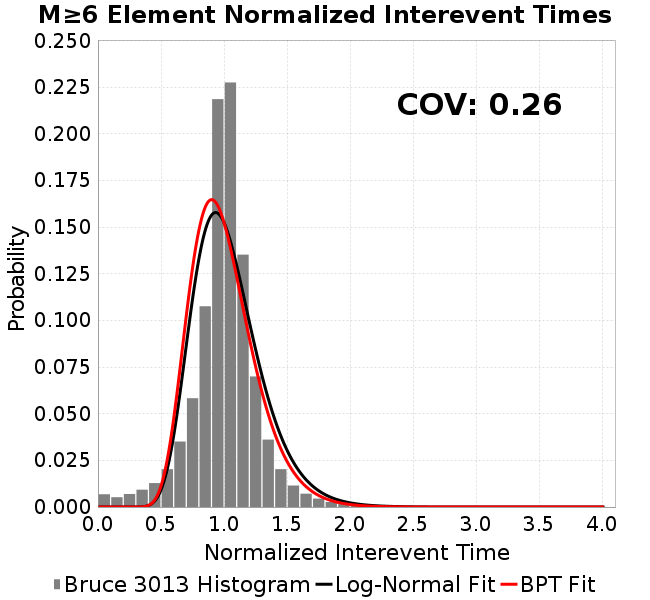 M≥6 Element Normalized Interevent Times
0.250
0.225
0.200
0.175
0.150
0.125
0.100
0.075
0.050
0.025
0.000
Probability
COV: 0.26
0.0 0.5 1.0 1.5 2.0 2.5 3.0 3.5 4.0
Normalized Interevent Time
Bruce 3013 Histogram Log-Normal Fit BPT Fit